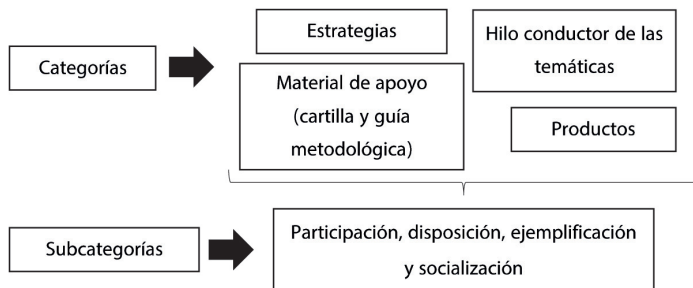 Categorías
Estrategias
Material de apoyo
(cartilla y guía
metodológica)
Hilo conductor de las
temáticas
Productos
Subcategorías
Participación, disposición, ejemplificación
y socialización